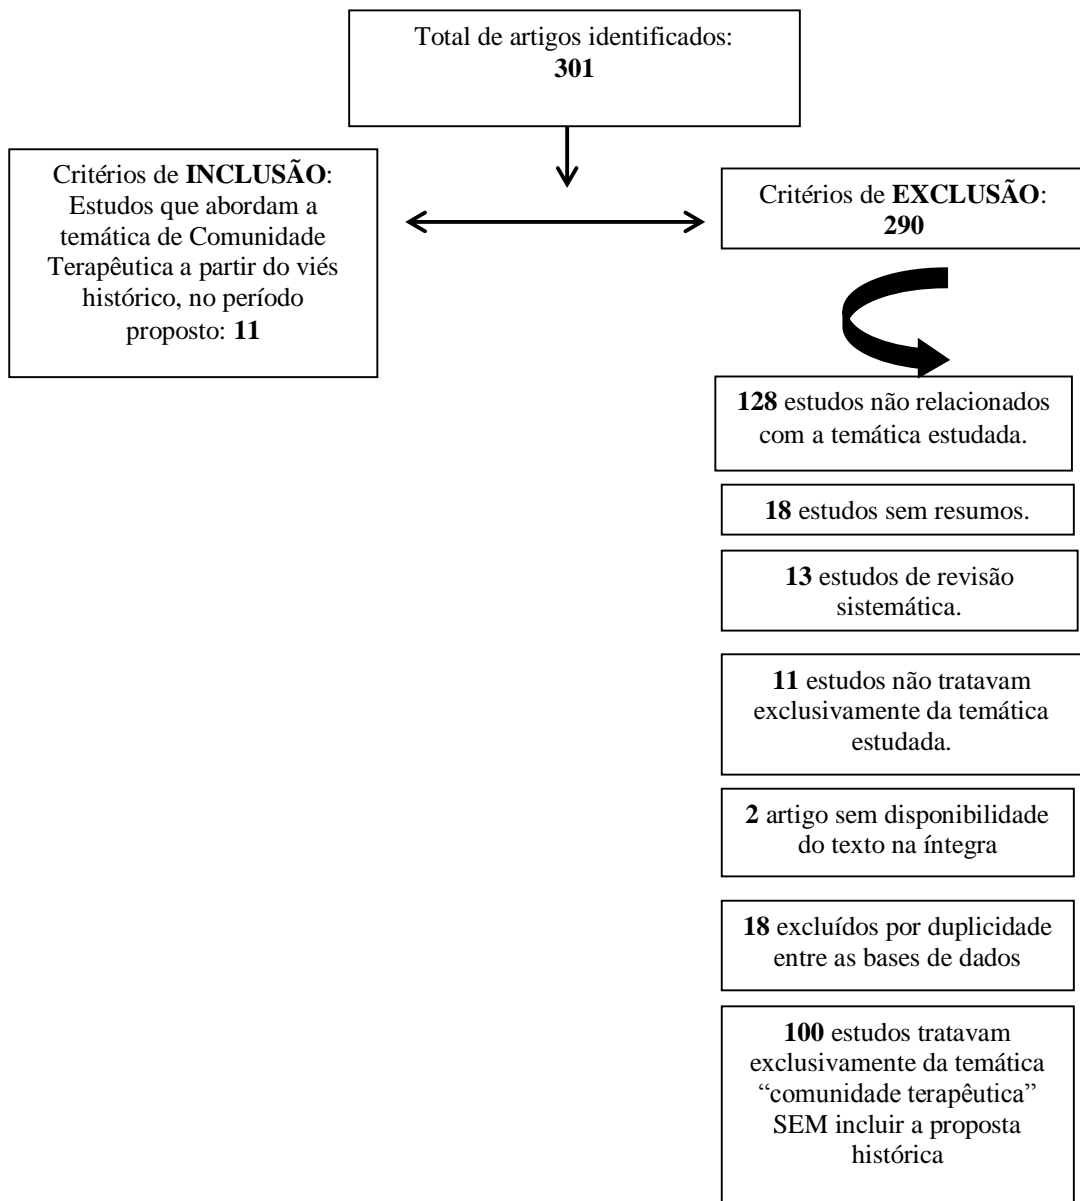 Total de artigos identificados:
301
Critérios de INCLUSÃO:
Estudos que abordam a
temática de Comunidade
Terapêutica a partir do viés
histórico, no período
proposto: 11
Critérios de EXCLUSÃO:
290
128 estudos não relacionados
com a temática estudada.
18 estudos sem resumos.
13 estudos de revisão
sistemática.
11 estudos não tratavam
exclusivamente da temática
estudada.
2 artigo sem disponibilidade
do texto na íntegra
18 excluídos por duplicidade
entre as bases de dados
100 estudos tratavam
exclusivamente da temática
“comunidade terapêutica”
SEM incluir a proposta
histórica